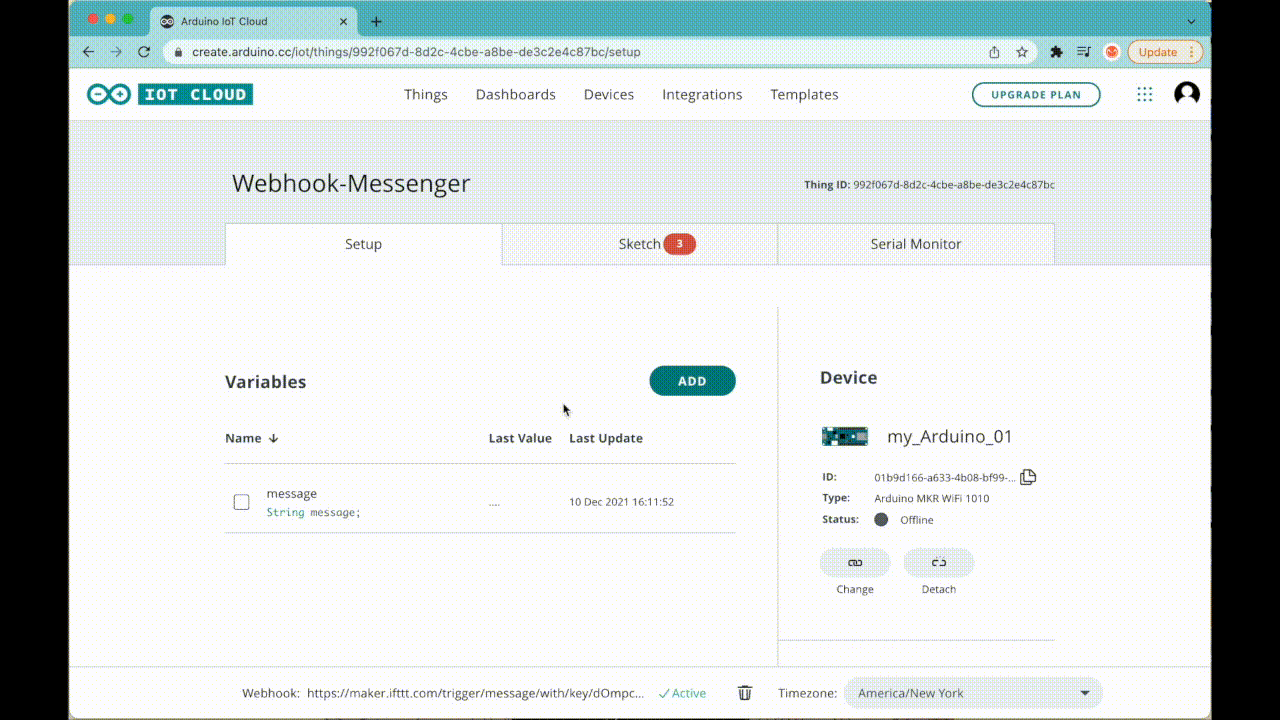 Arduino IoT Cloud
create.arduino.cc/iot/things/992f067d-8d2c-4cbe-a8be-de3c2e4c87bc/setup
Update
IOT CLOUD
Things Dashboards Devices Integrations Templates
UPGRADE PLAN
Webhook-Messenger
Thing ID: 992f067d-8d2c-4cbe-a8be-de3c2e4c87bc
Setup
Sketch 3
Serial Monitor
Variables
ADD
Name Last Value Last Update
message
String message;
.... 10 Dec 2021 16:11:52
Device
my_Arduino_01
ID: 01b9d166-a633-4b08-bf99-...
Type: Arduino MKR WiFi 1010
Status: Offline
Change Detach
Webhook: https://maker.ifttt.com/trigger/message/with/key/dOmpc... Active
Timezone: America/New York